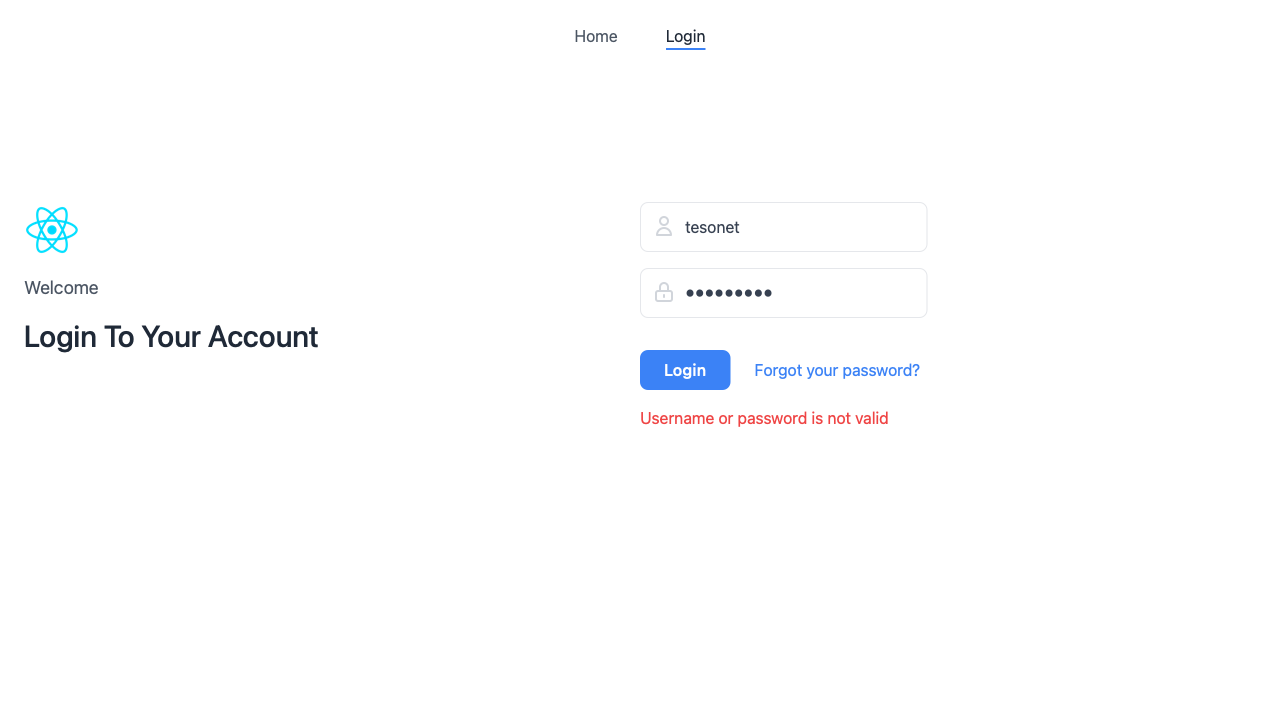 Home Login
Welcome
Login To Your Account
tesonet
•••••••••
Login Forgot your password?
Username or password is not valid